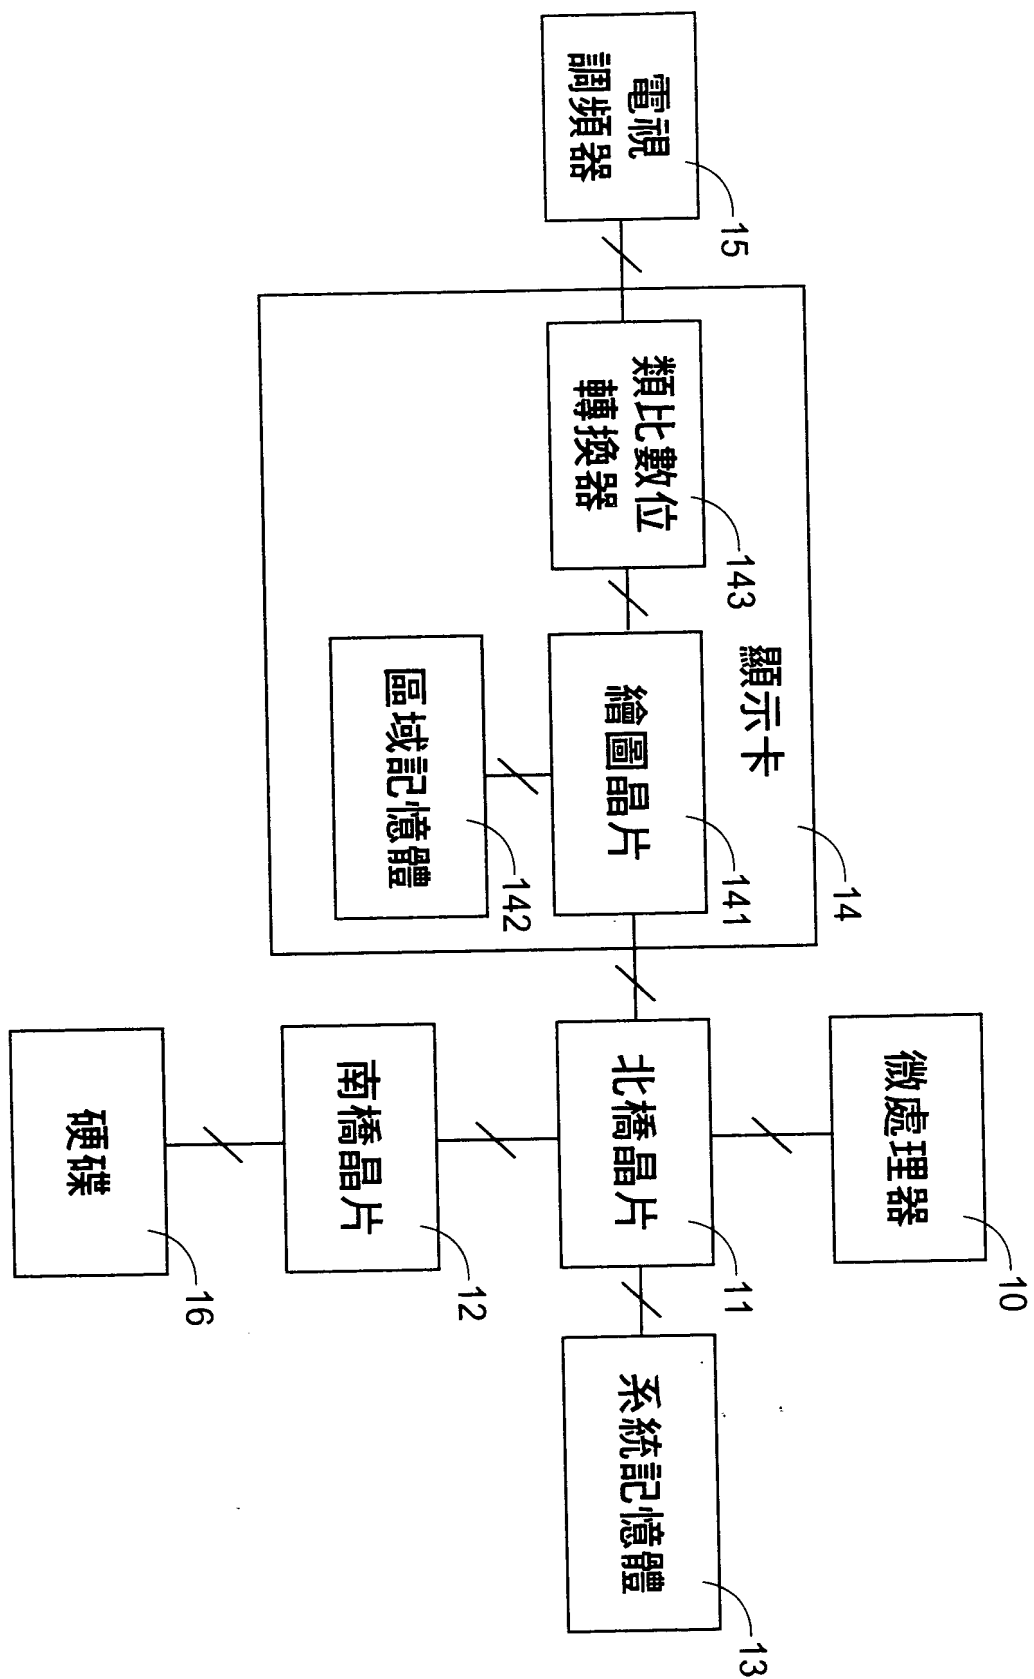 微處理器
10
電視
調頻器
15
類比數位
轉換器
143
顯示卡
14
繪圖晶片
141
北橋晶片
11
系統記憶體
13
區域記憶體
142
南橋晶片
12
硬碟
16